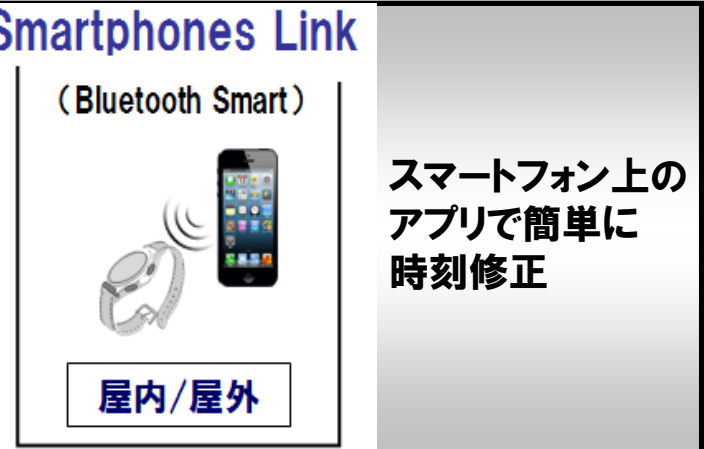 Smartphones Link
（Bluetooth Smart）
屋内/屋外
スマートフォン上の
アプリで簡単に
時刻修正